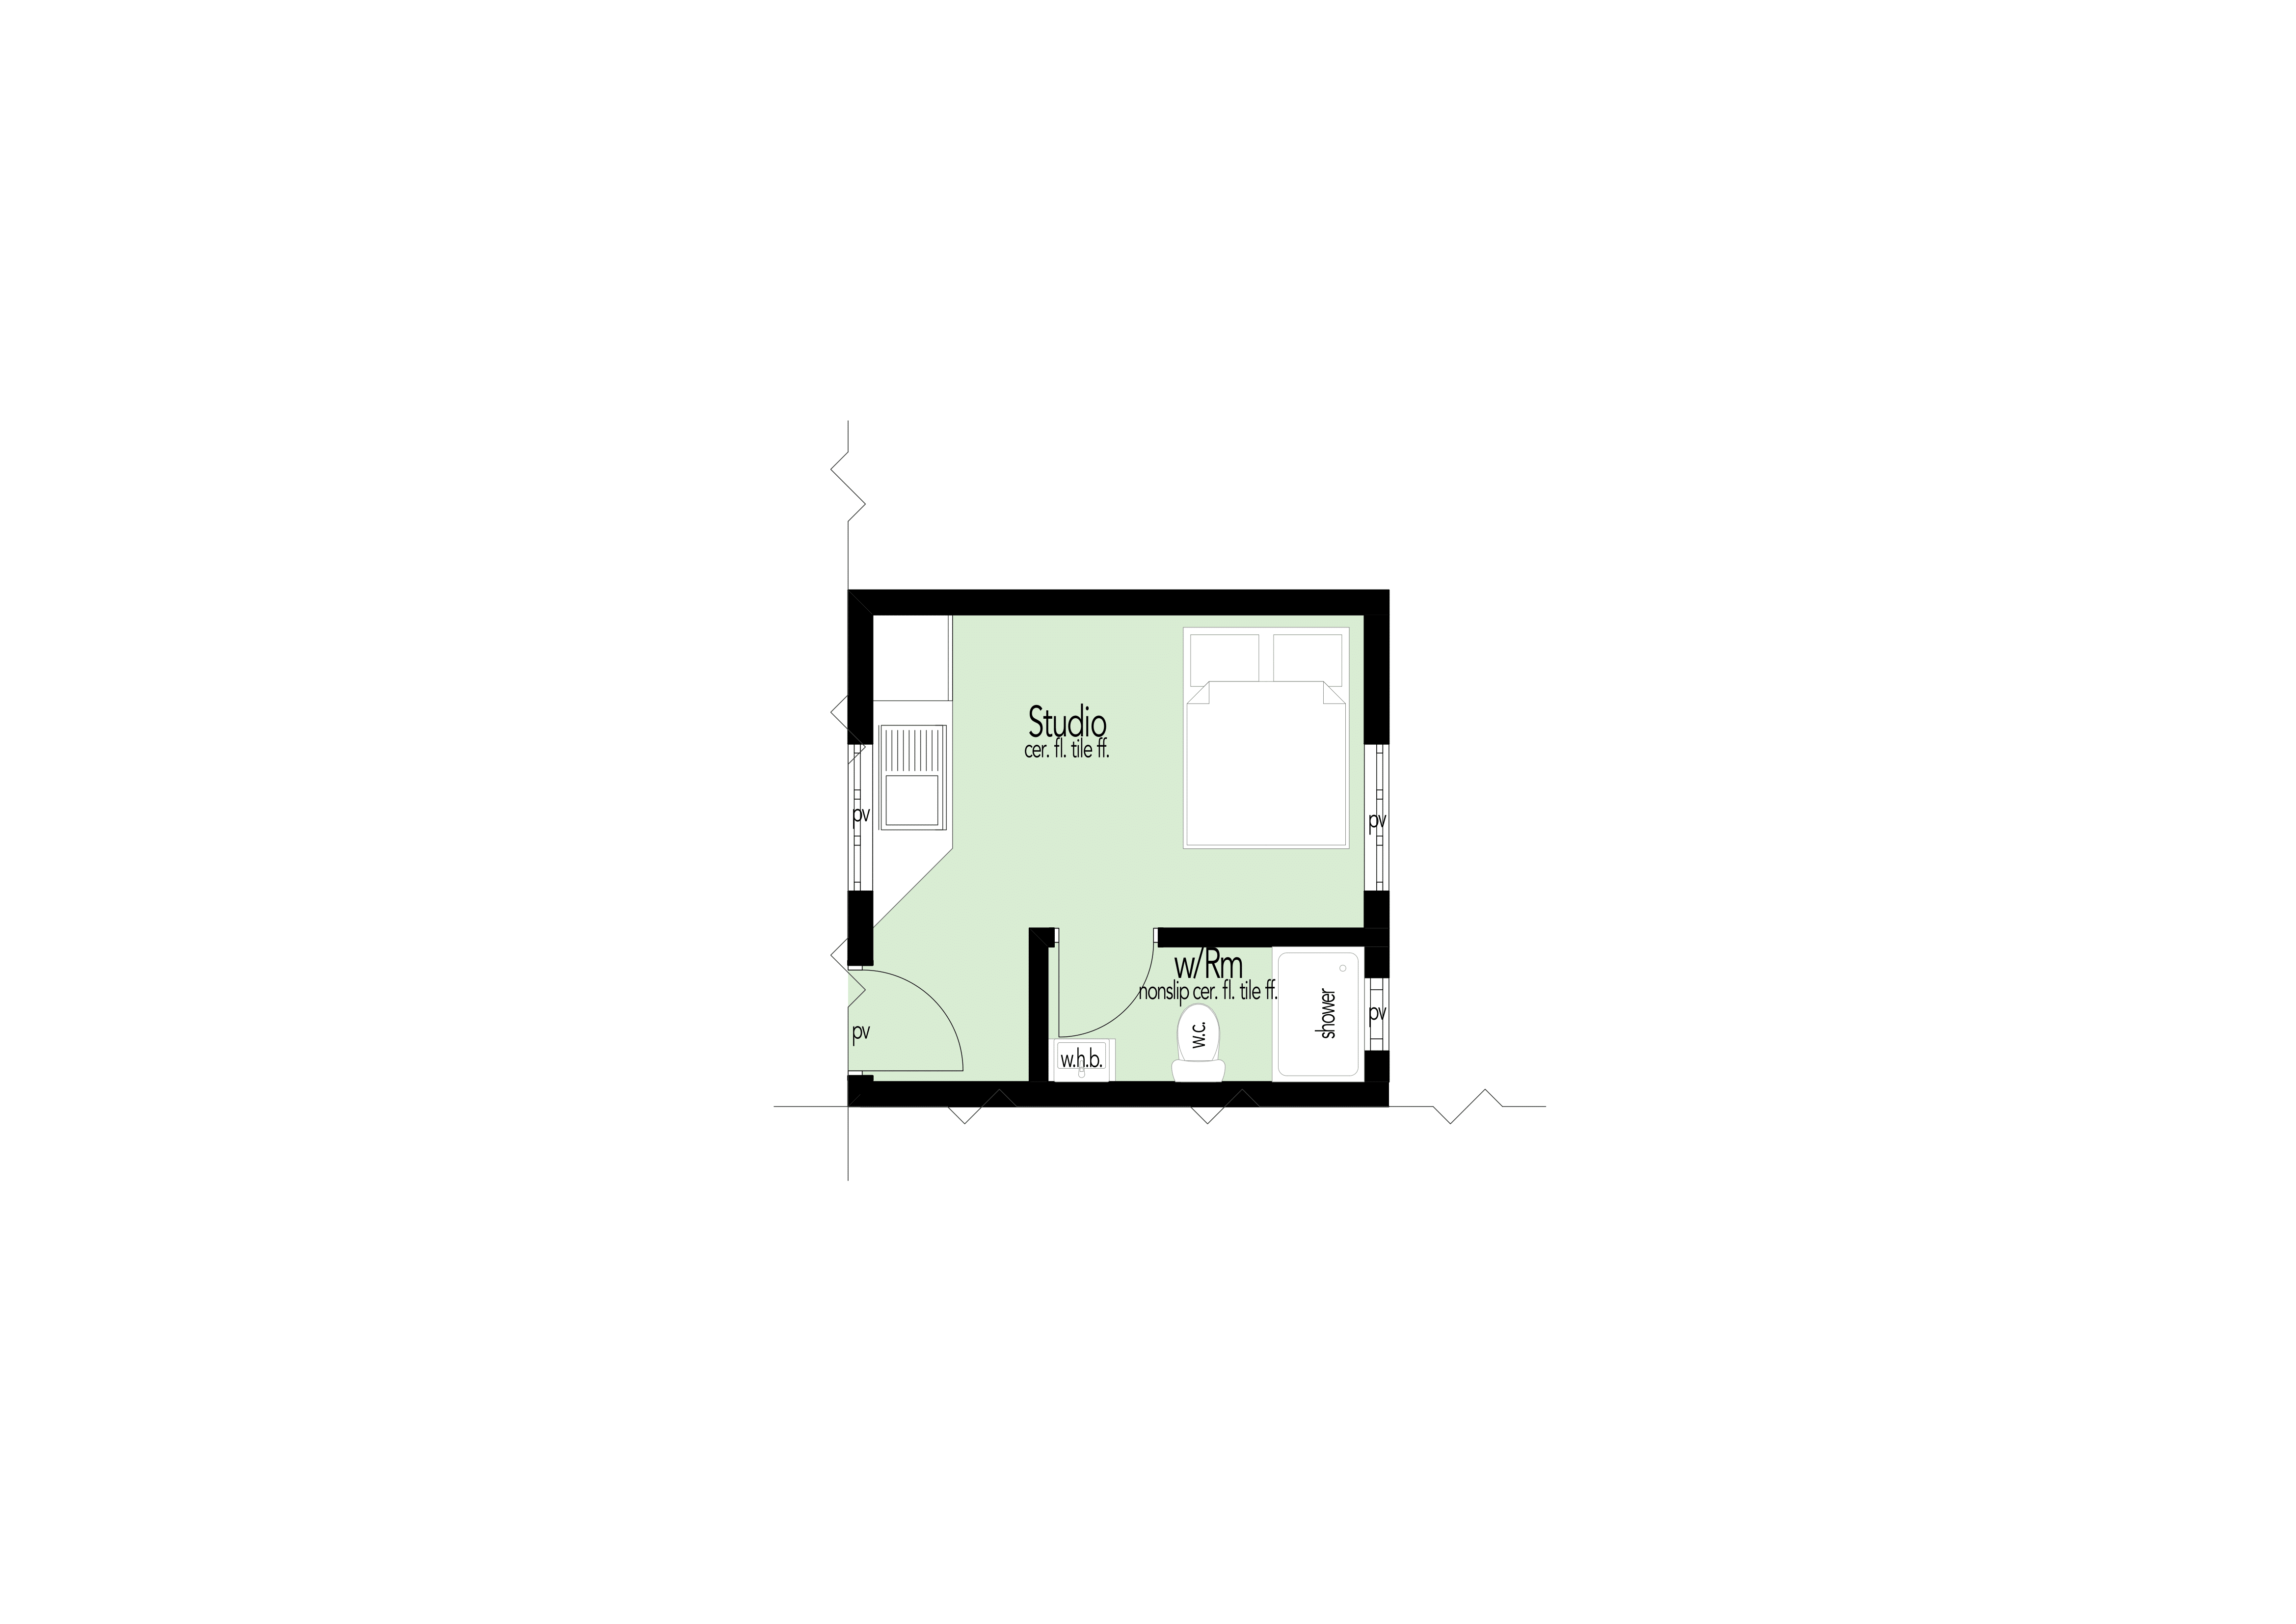 Studio
cer. fl. tile ff.
pv
pv
w/Rm
nonslip cer. fl. tile ff.
shower
pv
w.c.
pv
w.h.b.